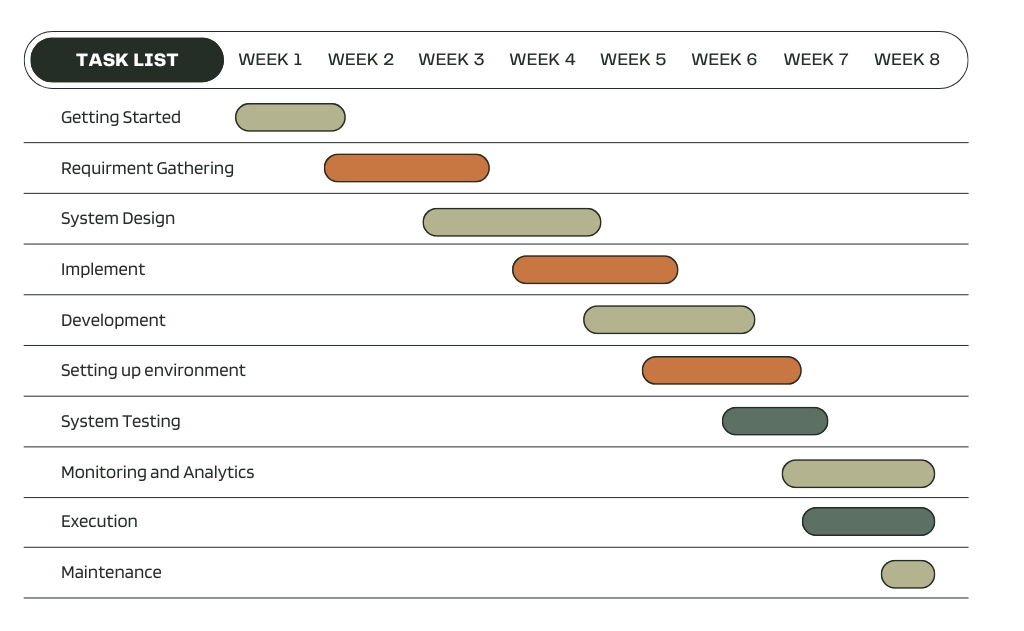 TASK LIST WEEK 1 WEEK 2 WEEK 3 WEEK 4 WEEK 5 WEEK 6 WEEK 7 WEEK 8
Getting Started
Requirment Gathering
System Design
Implement
Development
Setting up environment
System Testing
Monitoring and Analytics
Execution
Maintenance